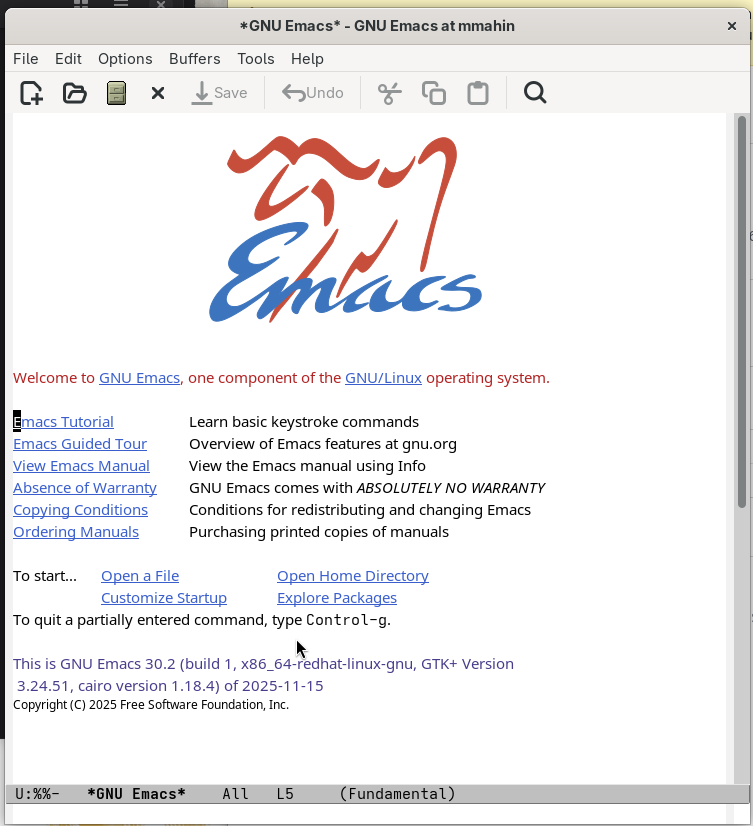 *GNU Emacs* - GNU Emacs at mmahin
File Edit Options Buffers Tools Help
Save Undo
Emacs
Welcome to GNU Emacs, one component of the GNU/Linux operating system.
Emacs Tutorial Learn basic keystroke commands
Emacs Guided Tour Overview of Emacs features at gnu.org
View Emacs Manual View the Emacs manual using Info
Absence of Warranty GNU Emacs comes with ABSOLUTELY NO WARRANTY
Copying Conditions Conditions for redistributing and changing Emacs
Ordering Manuals Purchasing printed copies of manuals
To start... Open a File Open Home Directory
Customize Startup Explore Packages
To quit a partially entered command, type Control-g.
This is GNU Emacs 30.2 (build 1, x86_64-redhat-linux-gnu, GTK+ Version
3.24.51, cairo version 1.18.4) of 2025-11-15
Copyright (C) 2025 Free Software Foundation, Inc.
U:%%- *GNU Emacs* All L5 (Fundamental)